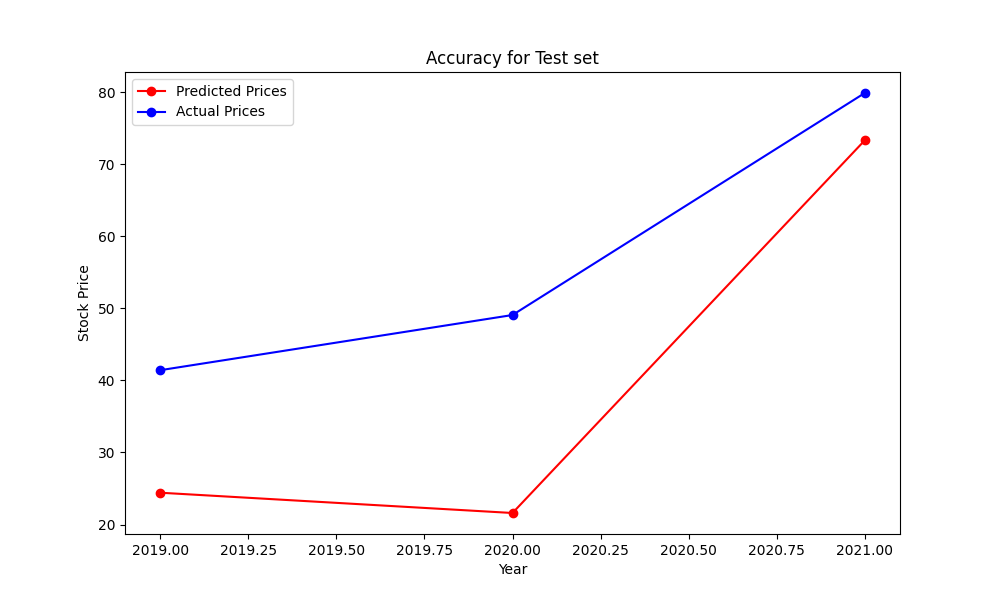 Accuracy for Test set
Predicted Prices
Actual Prices
80
70
60
50
40
30
20
Stock Price
2019.00 2019.25 2019.50 2019.75 2020.00 2020.25 2020.50 2020.75 2021.00
Year